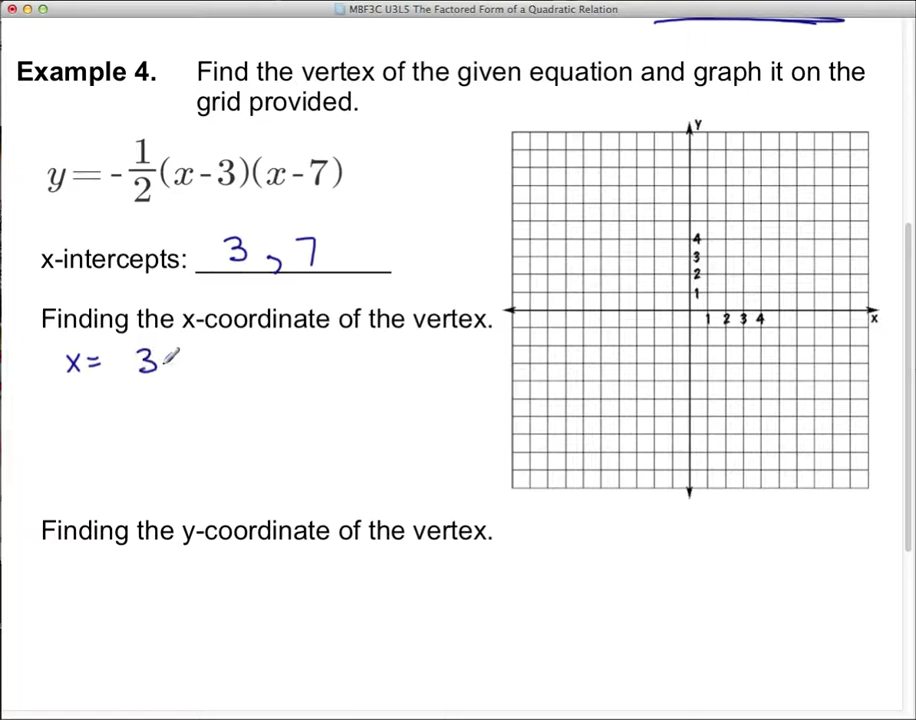 MBF3C U3L5 The Factored Form of a Quadratic Relation
Example 4. Find the vertex of the given equation and graph it on the
grid provided.
y=-1/2(x-3)(x-7)
x-intercepts: 3, 7
Finding the x-coordinate of the vertex.
x= 3
Finding the y-coordinate of the vertex.
Y
4
3
2
1
1 2 3 4 x